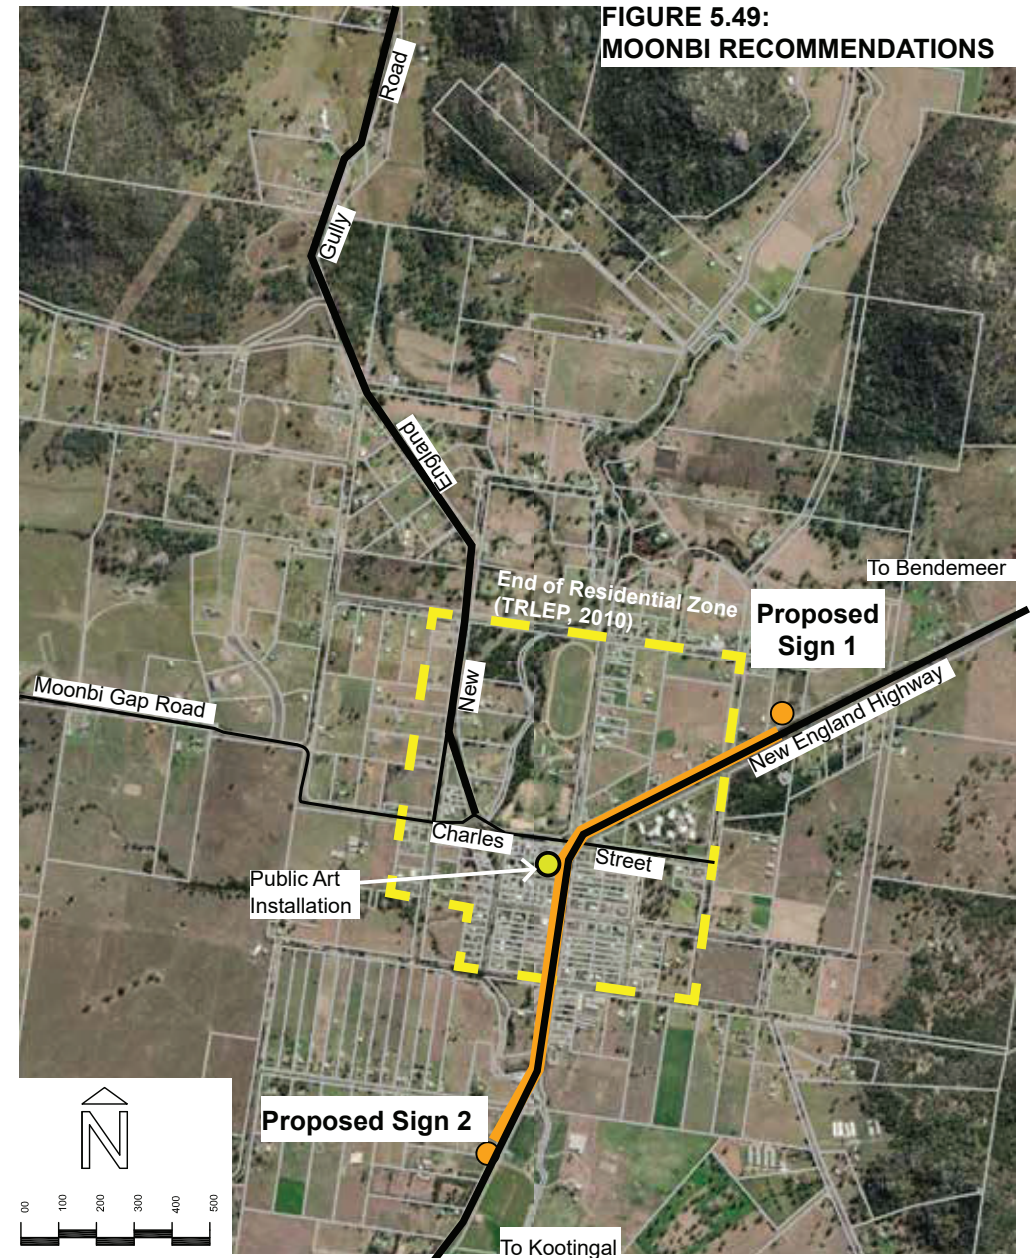 FIGURE 5.49:
MOONBI RECOMMENDATIONS
Road
Gully
England
To Bendemeer
End of Residential Zone
(TRLEP, 2010)
Proposed
Sign 1
New
Moonbi Gap Road
New England Highway
Charles
Street
Public Art
Installation
Proposed Sign 2
N
00
100
200
300
400
500
To Kootingal